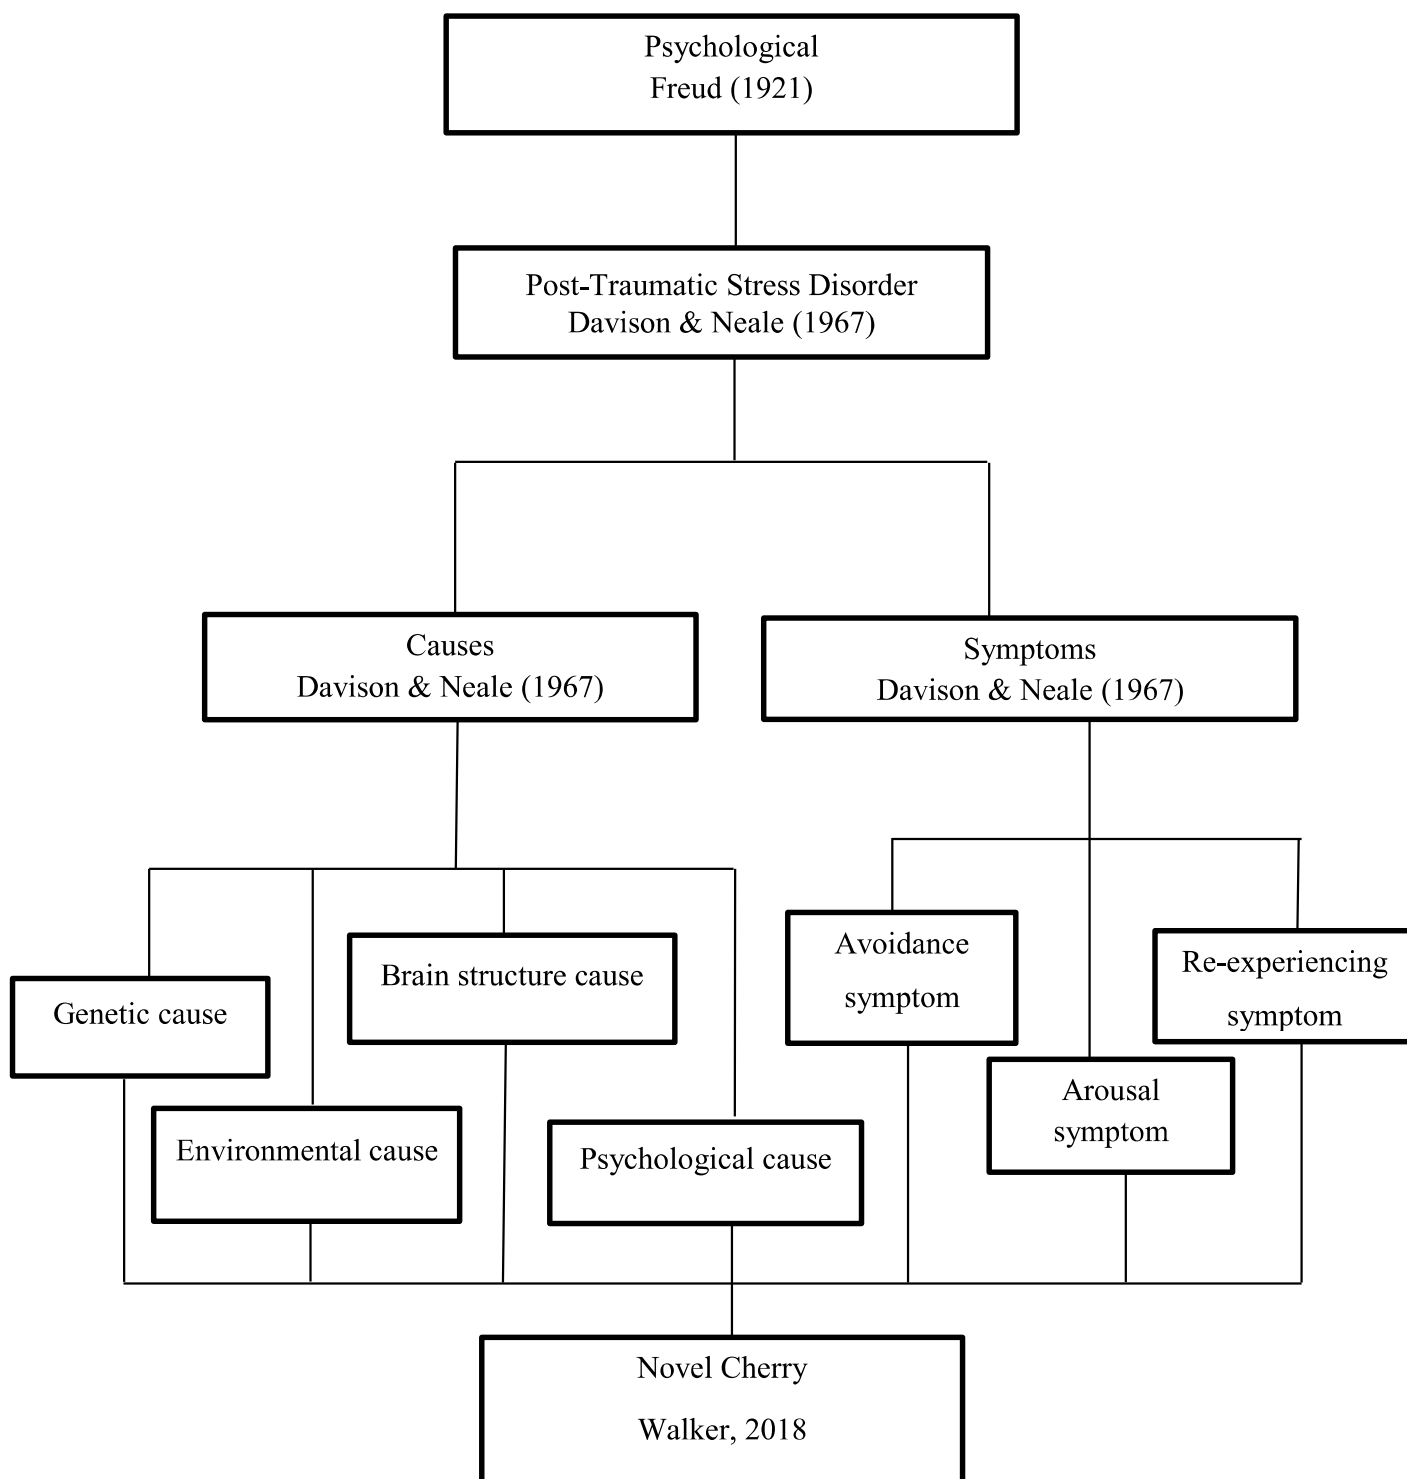 Psychological
Freud (1921)
Post-Traumatic Stress Disorder
Davison & Neale (1967)
Causes
Davison & Neale (1967)
Symptoms
Davison & Neale (1967)
Genetic cause
Environmental cause
Brain structure cause
Psychological cause
Avoidance
symptom
Arousal
symptom
Re-experiencing
symptom
Novel Cherry
Walker, 2018